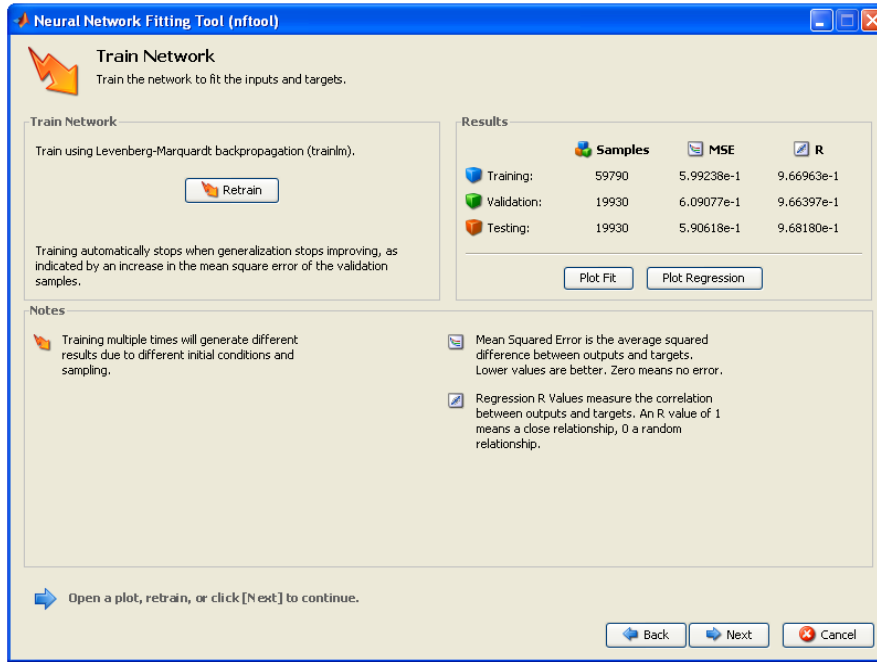 Neural Network Fitting Tool (nftool)
Train Network
Train the network to fit the inputs and targets.
Train Network
Train using Levenberg-Marquardt backpropagation (trainlm).
Retrain
Training automatically stops when generalization stops improving, as
indicated by an increase in the mean square error of the validation
samples.
Results
Samples MSE R
Training: 59790 5.99238e-1 9.66963e-1
Validation: 19930 6.09077e-1 9.66397e-1
Testing: 19930 5.90618e-1 9.68180e-1
Plot Fit Plot Regression
Notes
Training multiple times will generate different
results due to different initial conditions and
sampling.
Mean Squared Error is the average squared
difference between outputs and targets.
Lower values are better. Zero means no error.
Regression R Values measure the correlation
between outputs and targets. An R value of 1
means a close relationship, 0 a random
relationship.
Open a plot, retrain, or click [Next] to continue.
Back Next Cancel